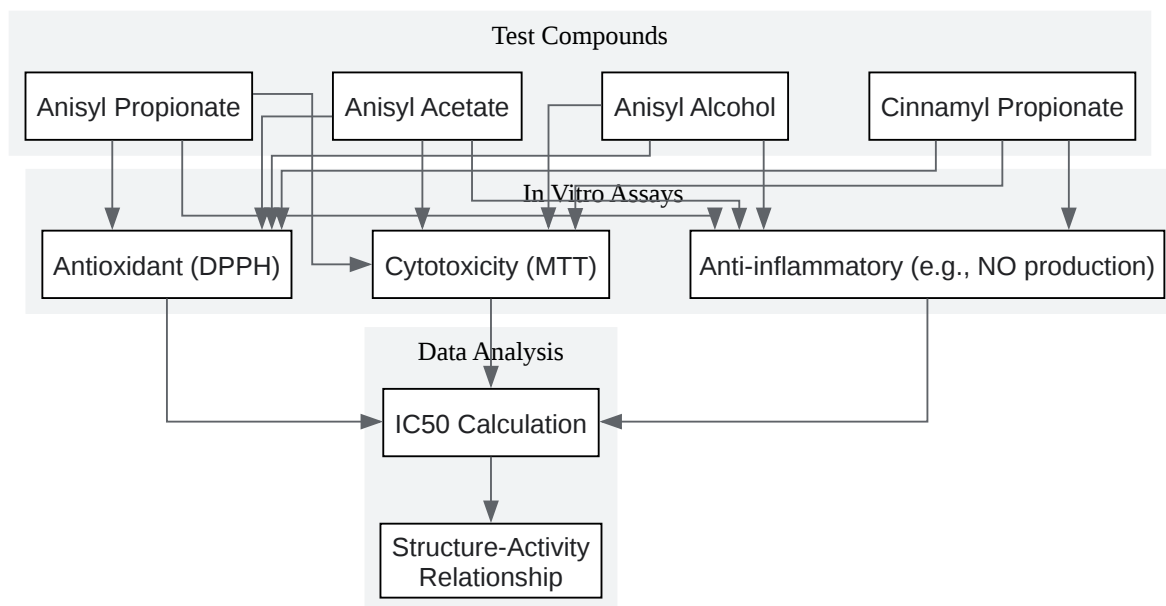 Test Compounds
Anisyl Propionate
Anisyl Acetate
Anisyl Alcohol
Cinnamyl Propionate
In Vitro Assays
Antioxidant (DPPH)
Cytotoxicity (MTT)
Anti-inflammatory (e.g., NO production)
Data Analysis
IC50 Calculation
Structure-Activity
Relationship